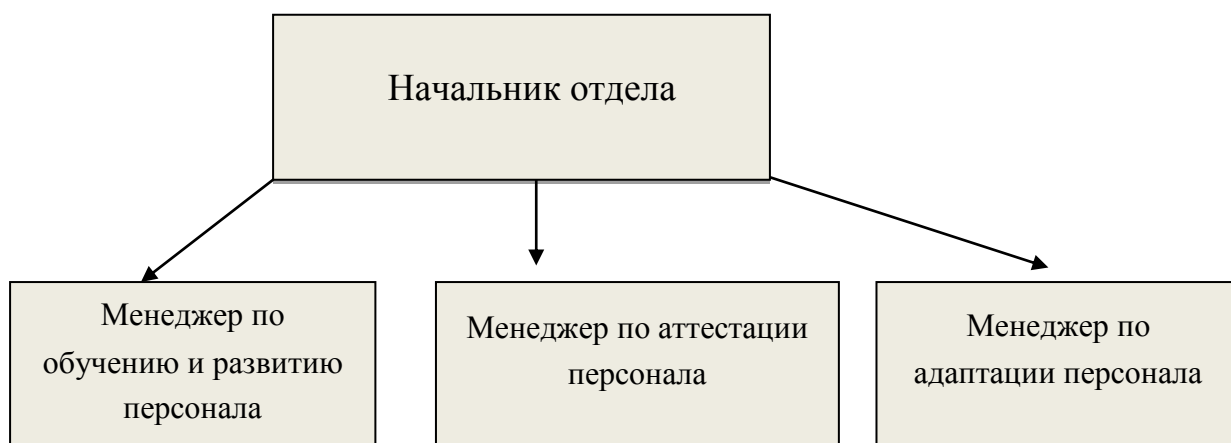 Начальник отдела
Менеджер по
обучению и развитию
персонала
Менеджер по аттестации
персонала
Менеджер по
адаптации персонала